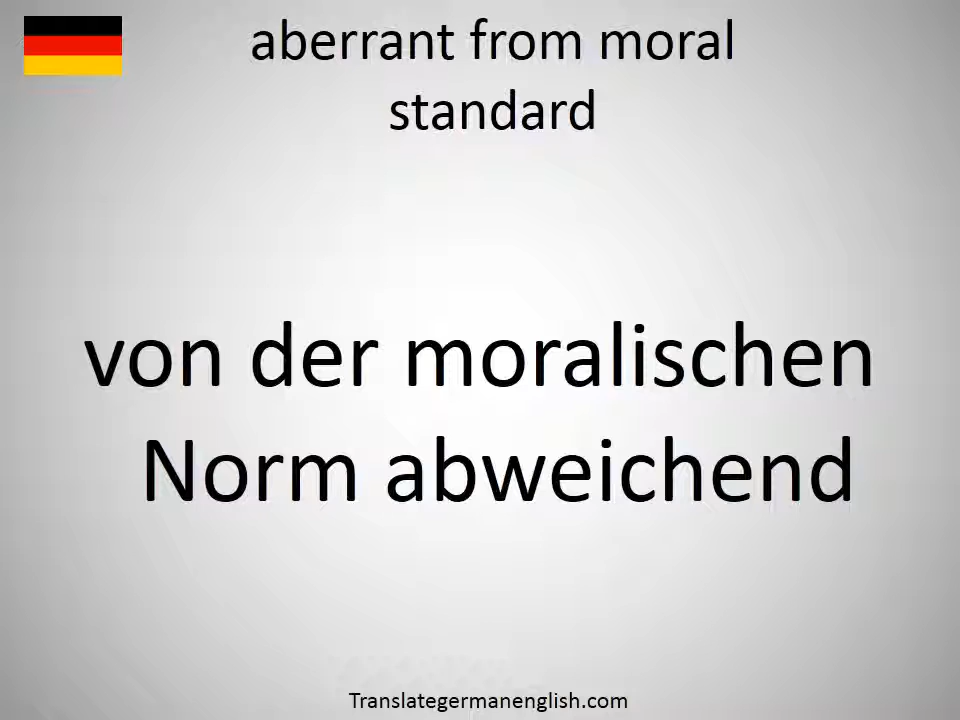 aberrant from moral
standard
von der moralischen
Norm abweichend
Translategermanenglish.com